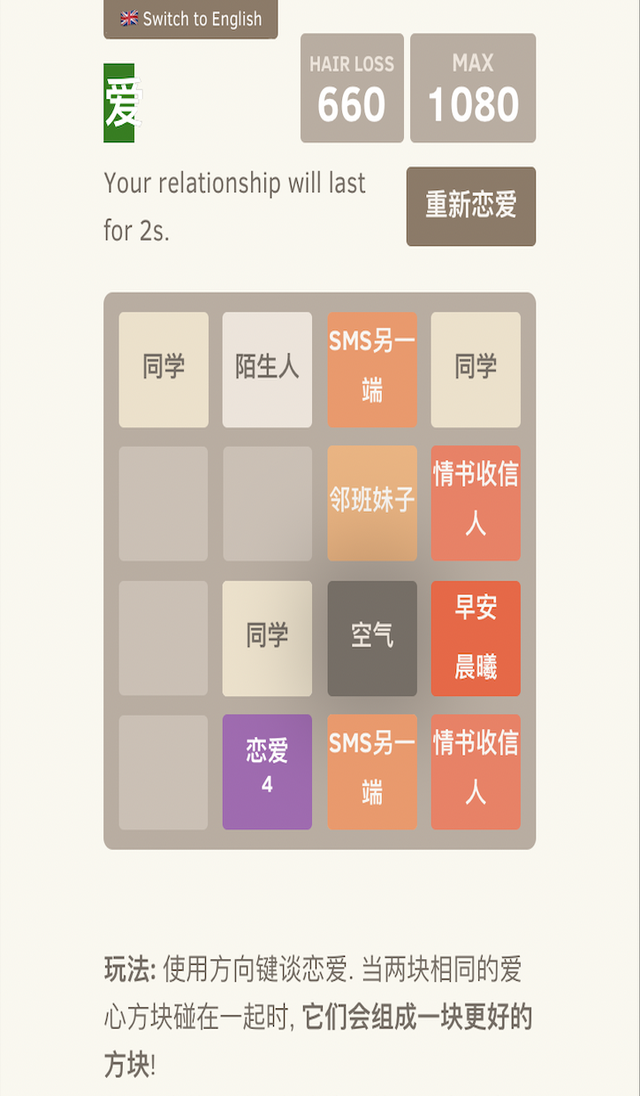 🇬🇧 Switch to English
爱
HAIR LOSS
660
MAX
1080
Your relationship will last
for 2s.
重新恋爱
同学
陌生人
SMS另一
端
同学
邻班妹子
情书收信
人
同学
空气
早安
晨曦
恋爱
4
SMS另一
端
情书收信
人
玩法: 使用方向键谈恋爱. 当两块相同的爱
心方块碰在一起时, 它们会组成一块更好的
方块!